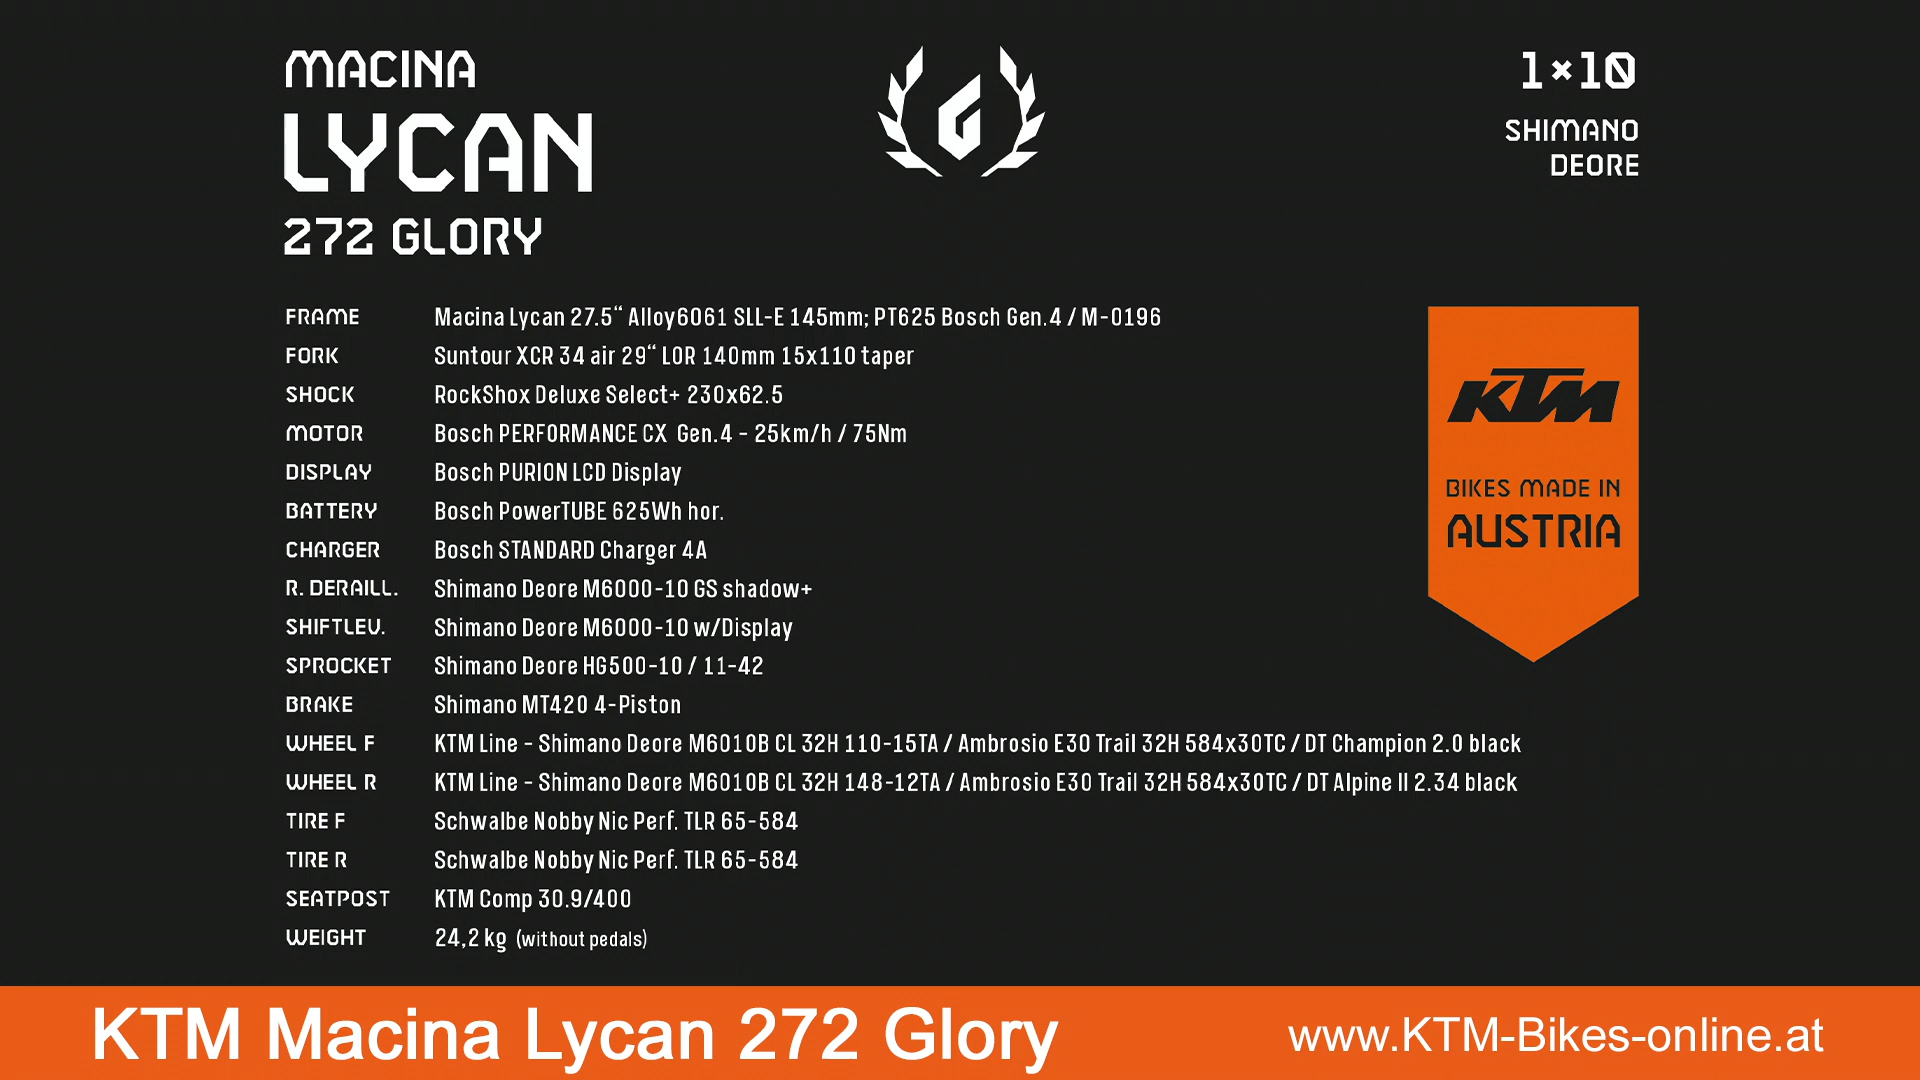 MACINA
LYCAN
272 GLORY
G
1×10
SHIMANO
DEORE
FRAME Macina Lycan 27.5“ Alloy6061 SLL-E 145mm; PT625 Bosch Gen.4 / M-0196
FORK Suntour XCR 34 air 29“ LOR 140mm 15x110 taper
SHOCK RockShox Deluxe Select+ 230x62.5
MOTOR Bosch PERFORMANCE CX Gen.4 - 25km/h / 75Nm
DISPLAY Bosch PURION LCD Display
BATTERY Bosch PowerTUBE 625Wh hor.
CHARGER Bosch STANDARD Charger 4A
R. DERAILL. Shimano Deore M6000-10 GS shadow+
SHIFTLEV. Shimano Deore M6000-10 w/Display
SPROCKET Shimano Deore HG500-10 / 11-42
BRAKE Shimano MT420 4-Piston
WHEEL F KTM Line - Shimano Deore M6010B CL 32H 110-15TA / Ambrosio E30 Trail 32H 584x30TC / DT Champion 2.0 black
WHEEL R KTM Line - Shimano Deore M6010B CL 32H 148-12TA / Ambrosio E30 Trail 32H 584x30TC / DT Alpine II 2.34 black
TIRE F Schwalbe Nobby Nic Perf. TLR 65-584
TIRE R Schwalbe Nobby Nic Perf. TLR 65-584
SEATPOST KTM Comp 30.9/400
WEIGHT 24,2 kg (without pedals)
KTM
BIKES MADE IN
AUSTRIA
KTM Macina Lycan 272 Glory
www.KTM-Bikes-online.at